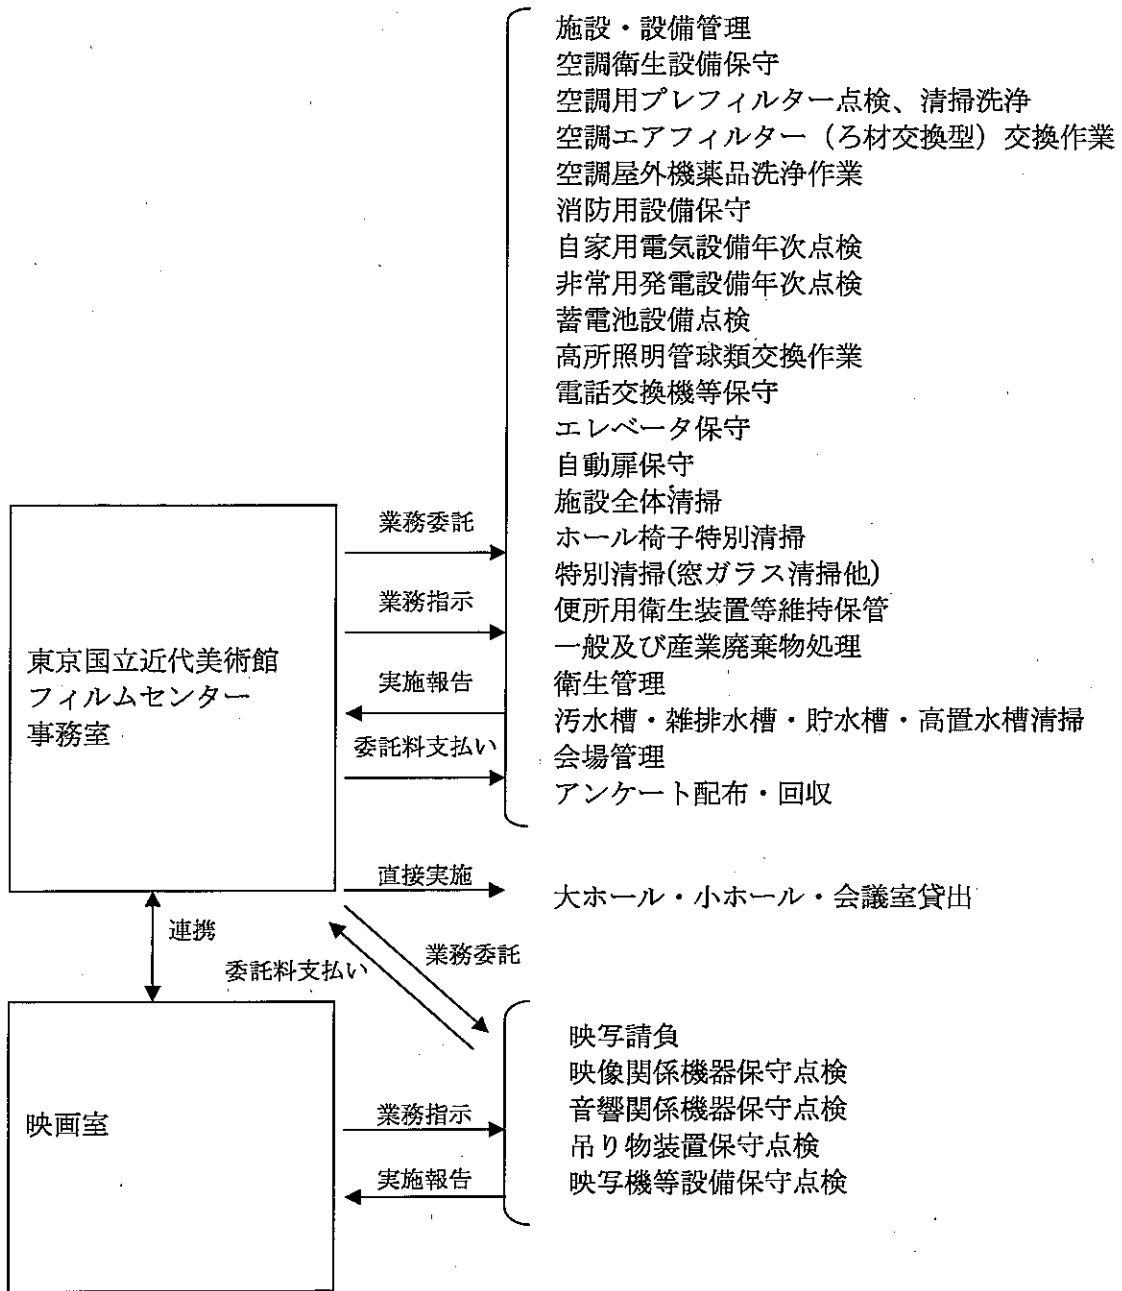 施設・設備管理
空調衛生設備保守
空調用プレフィルター点検、清掃洗浄
空調エアフィルター（ろ材交換型）交換作業
空調屋外機薬品洗浄作業
消防用設備保守
自家用電気設備年次点検
非常用発電設備年次点検
蓄電池設備点検
高所照明管球類交換作業
電話交換機等保守
エレベータ保守
自動扉保守
施設全体清掃
ホール椅子特別清掃
特別清掃(窓ガラス清掃他)
便所用衛生装置等維持保管
一般及び産業廃棄物処理
衛生管理
汚水槽・雑排水槽・貯水槽・高置水槽清掃
会場管理
アンケート配布・回収
業務委託
業務指示
実施報告
委託料支払い
東京国立近代美術館
フィルムセンター
事務室
直接実施
大ホール・小ホール・会議室貸出
連携
業務委託
委託料支払い
映画室
業務指示
実施報告
映写請負
映像関係機器保守点検
音響関係機器保守点検
吊り物装置保守点検
映写機等設備保守点検